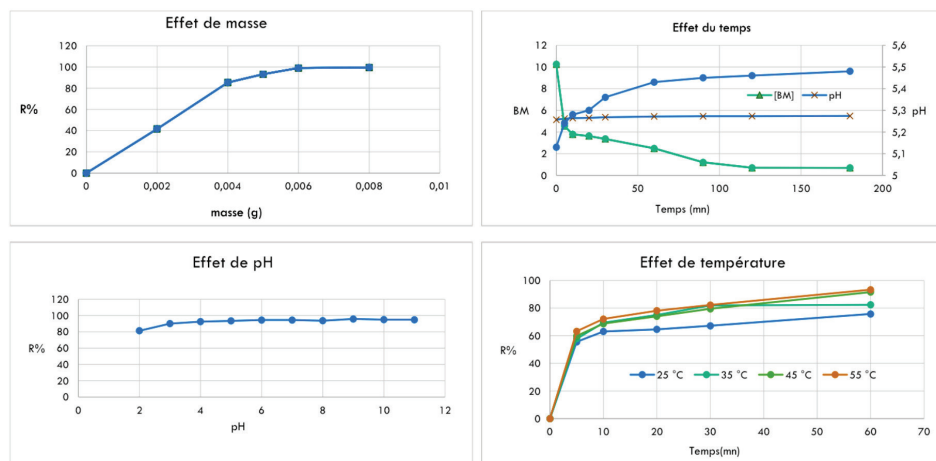 Effet de masse
120
100
80
60
40
20
0
R%
0 0,002 0,004 0,006 0,008 0,01
masse (g)
Effet du temps
12
10
8
6
4
2
0
BM
5,6
5,5
5,4
5,3
5,2
5,1
5
pH
[BM] pH
0 50 100 150 200
Temps (mn)
Effet de pH
120
100
80
60
40
20
0
R%
0 2 4 6 8 10 12
pH
Effet de température
100
80
60
40
20
0
R%
25 °C 35 °C 45 °C 55 °C
0 10 20 30 40 50 60 70
Temps(mn)